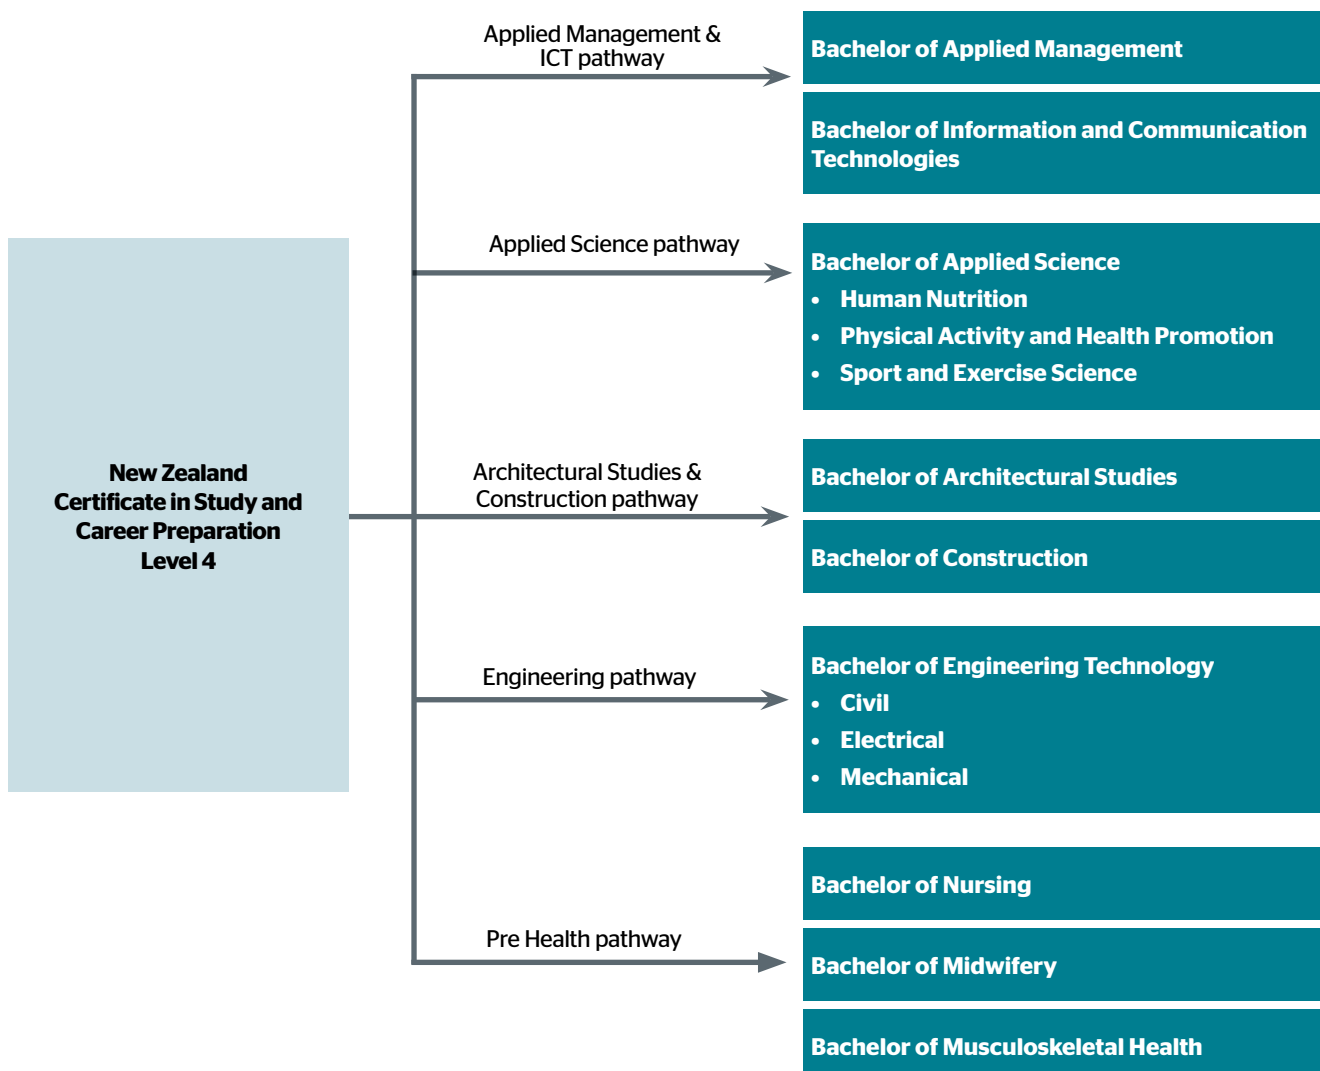 New Zealand
Certificate in Study and
Career Preparation
Level 4
Applied Management &
ICT pathway
Bachelor of Applied Management
Bachelor of Information and Communication
Technologies
Applied Science pathway
Bachelor of Applied Science
• Human Nutrition
• Physical Activity and Health Promotion
• Sport and Exercise Science
Architectural Studies &
Construction pathway
Bachelor of Architectural Studies
Bachelor of Construction
Engineering pathway
Bachelor of Engineering Technology
• Civil
• Electrical
• Mechanical
Pre Health pathway
Bachelor of Nursing
Bachelor of Midwifery
Bachelor of Musculoskeletal Health